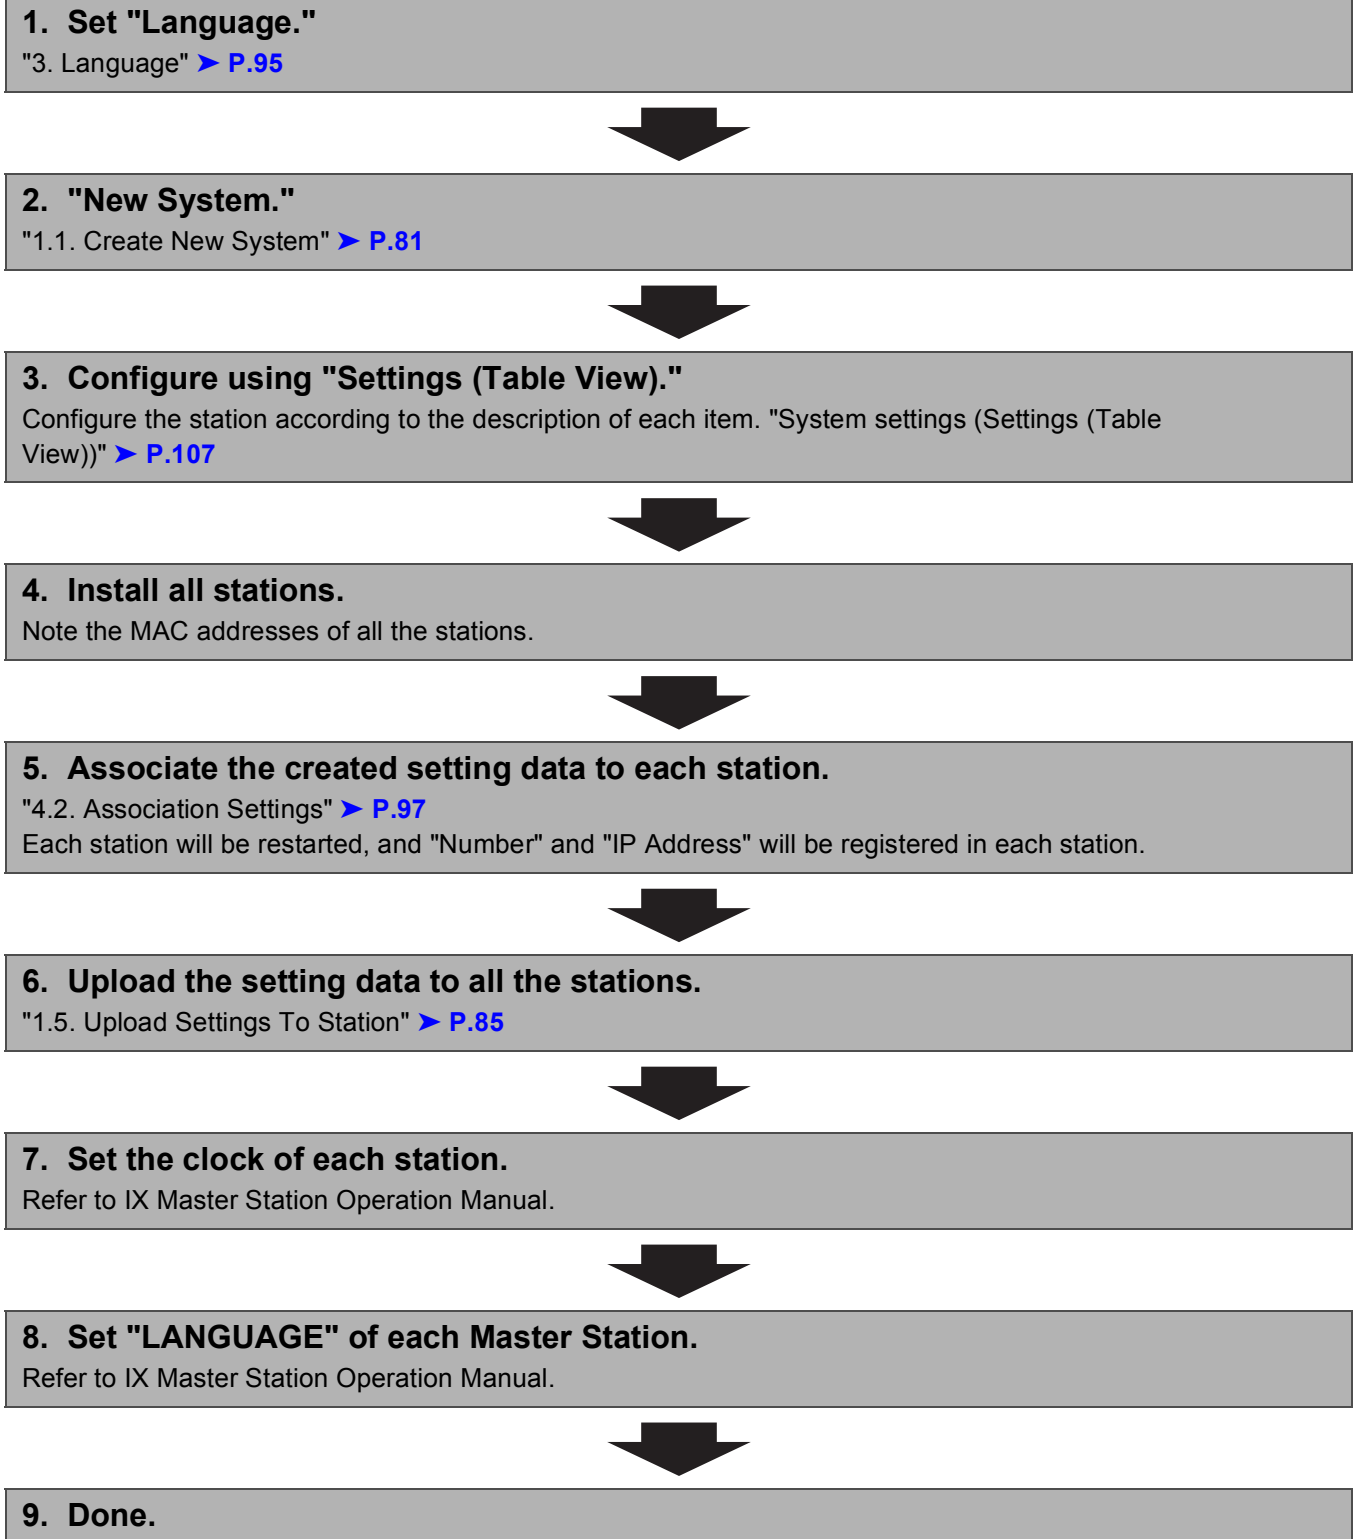 1. Set "Language."
"3. Language" ➤ P.95
2. "New System."
"1.1. Create New System" ➤ P.81
3. Configure using "Settings (Table View)."
Configure the station according to the description of each item. "System settings (Settings (Table
View))" ➤ P.107
4. Install all stations.
Note the MAC addresses of all the stations.
5. Associate the created setting data to each station.
"4.2. Association Settings" ➤ P.97
Each station will be restarted, and "Number" and "IP Address" will be registered in each station.
6. Upload the setting data to all the stations.
"1.5. Upload Settings To Station" ➤ P.85
7. Set the clock of each station.
Refer to IX Master Station Operation Manual.
8. Set "LANGUAGE" of each Master Station.
Refer to IX Master Station Operation Manual.
9. Done.